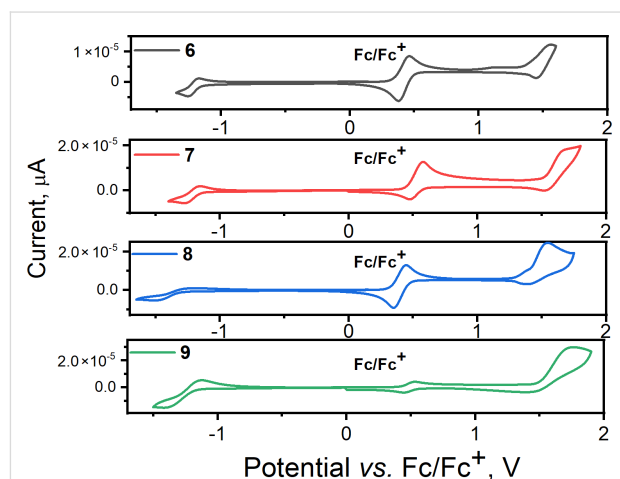 6 Fc/Fc⁺
1 × 10⁻⁵
0
-1 0 1 2
7 Fc/Fc⁺
2.0 × 10⁻⁵
0.0
-1 0 1 2
8 Fc/Fc⁺
2.0 × 10⁻⁵
0.0
-1 0 1 2
9 Fc/Fc⁺
2.0 × 10⁻⁵
0.0
-1 0 1 2
Current, μA
Potential vs. Fc/Fc⁺, V